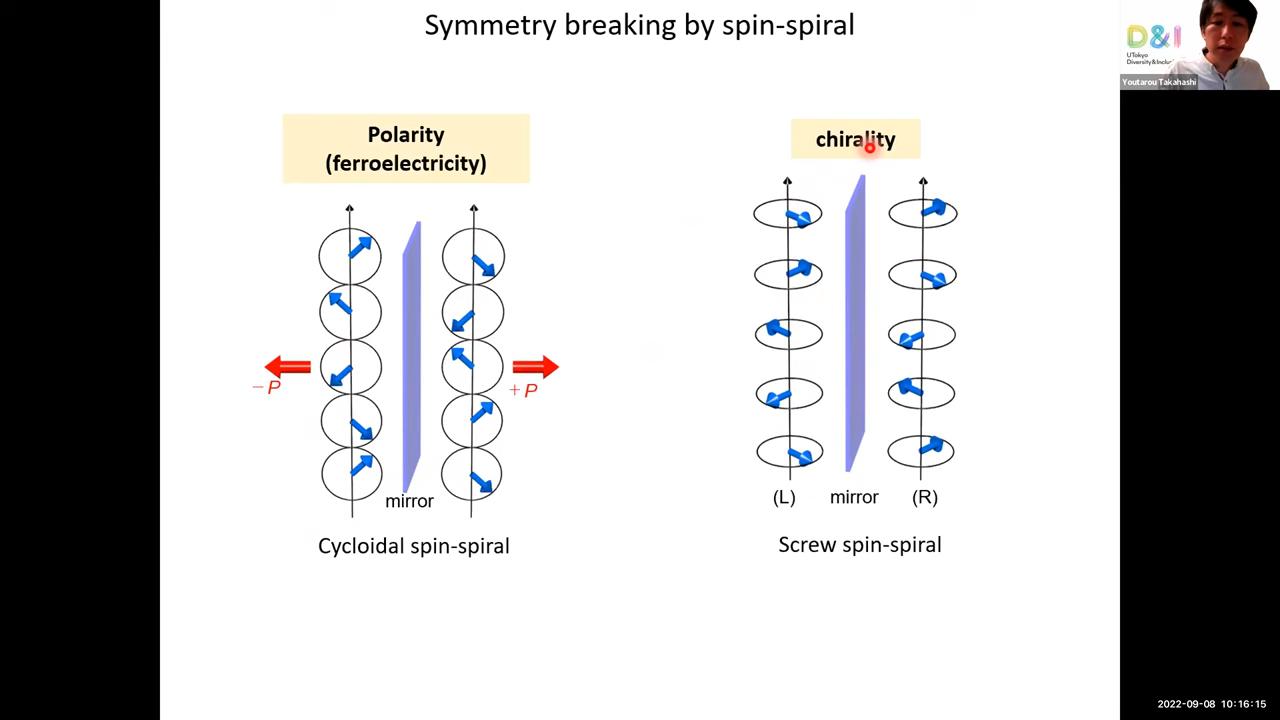 Symmetry breaking by spin-spiral
D&I
UTokyo
Youtarou Takahashi
Polarity
(ferroelectricity)
chirality
− P
+ P
mirror
(L)
mirror
(R)
Cycloidal spin-spiral
Screw spin-spiral
2022-09-08 10:16:15